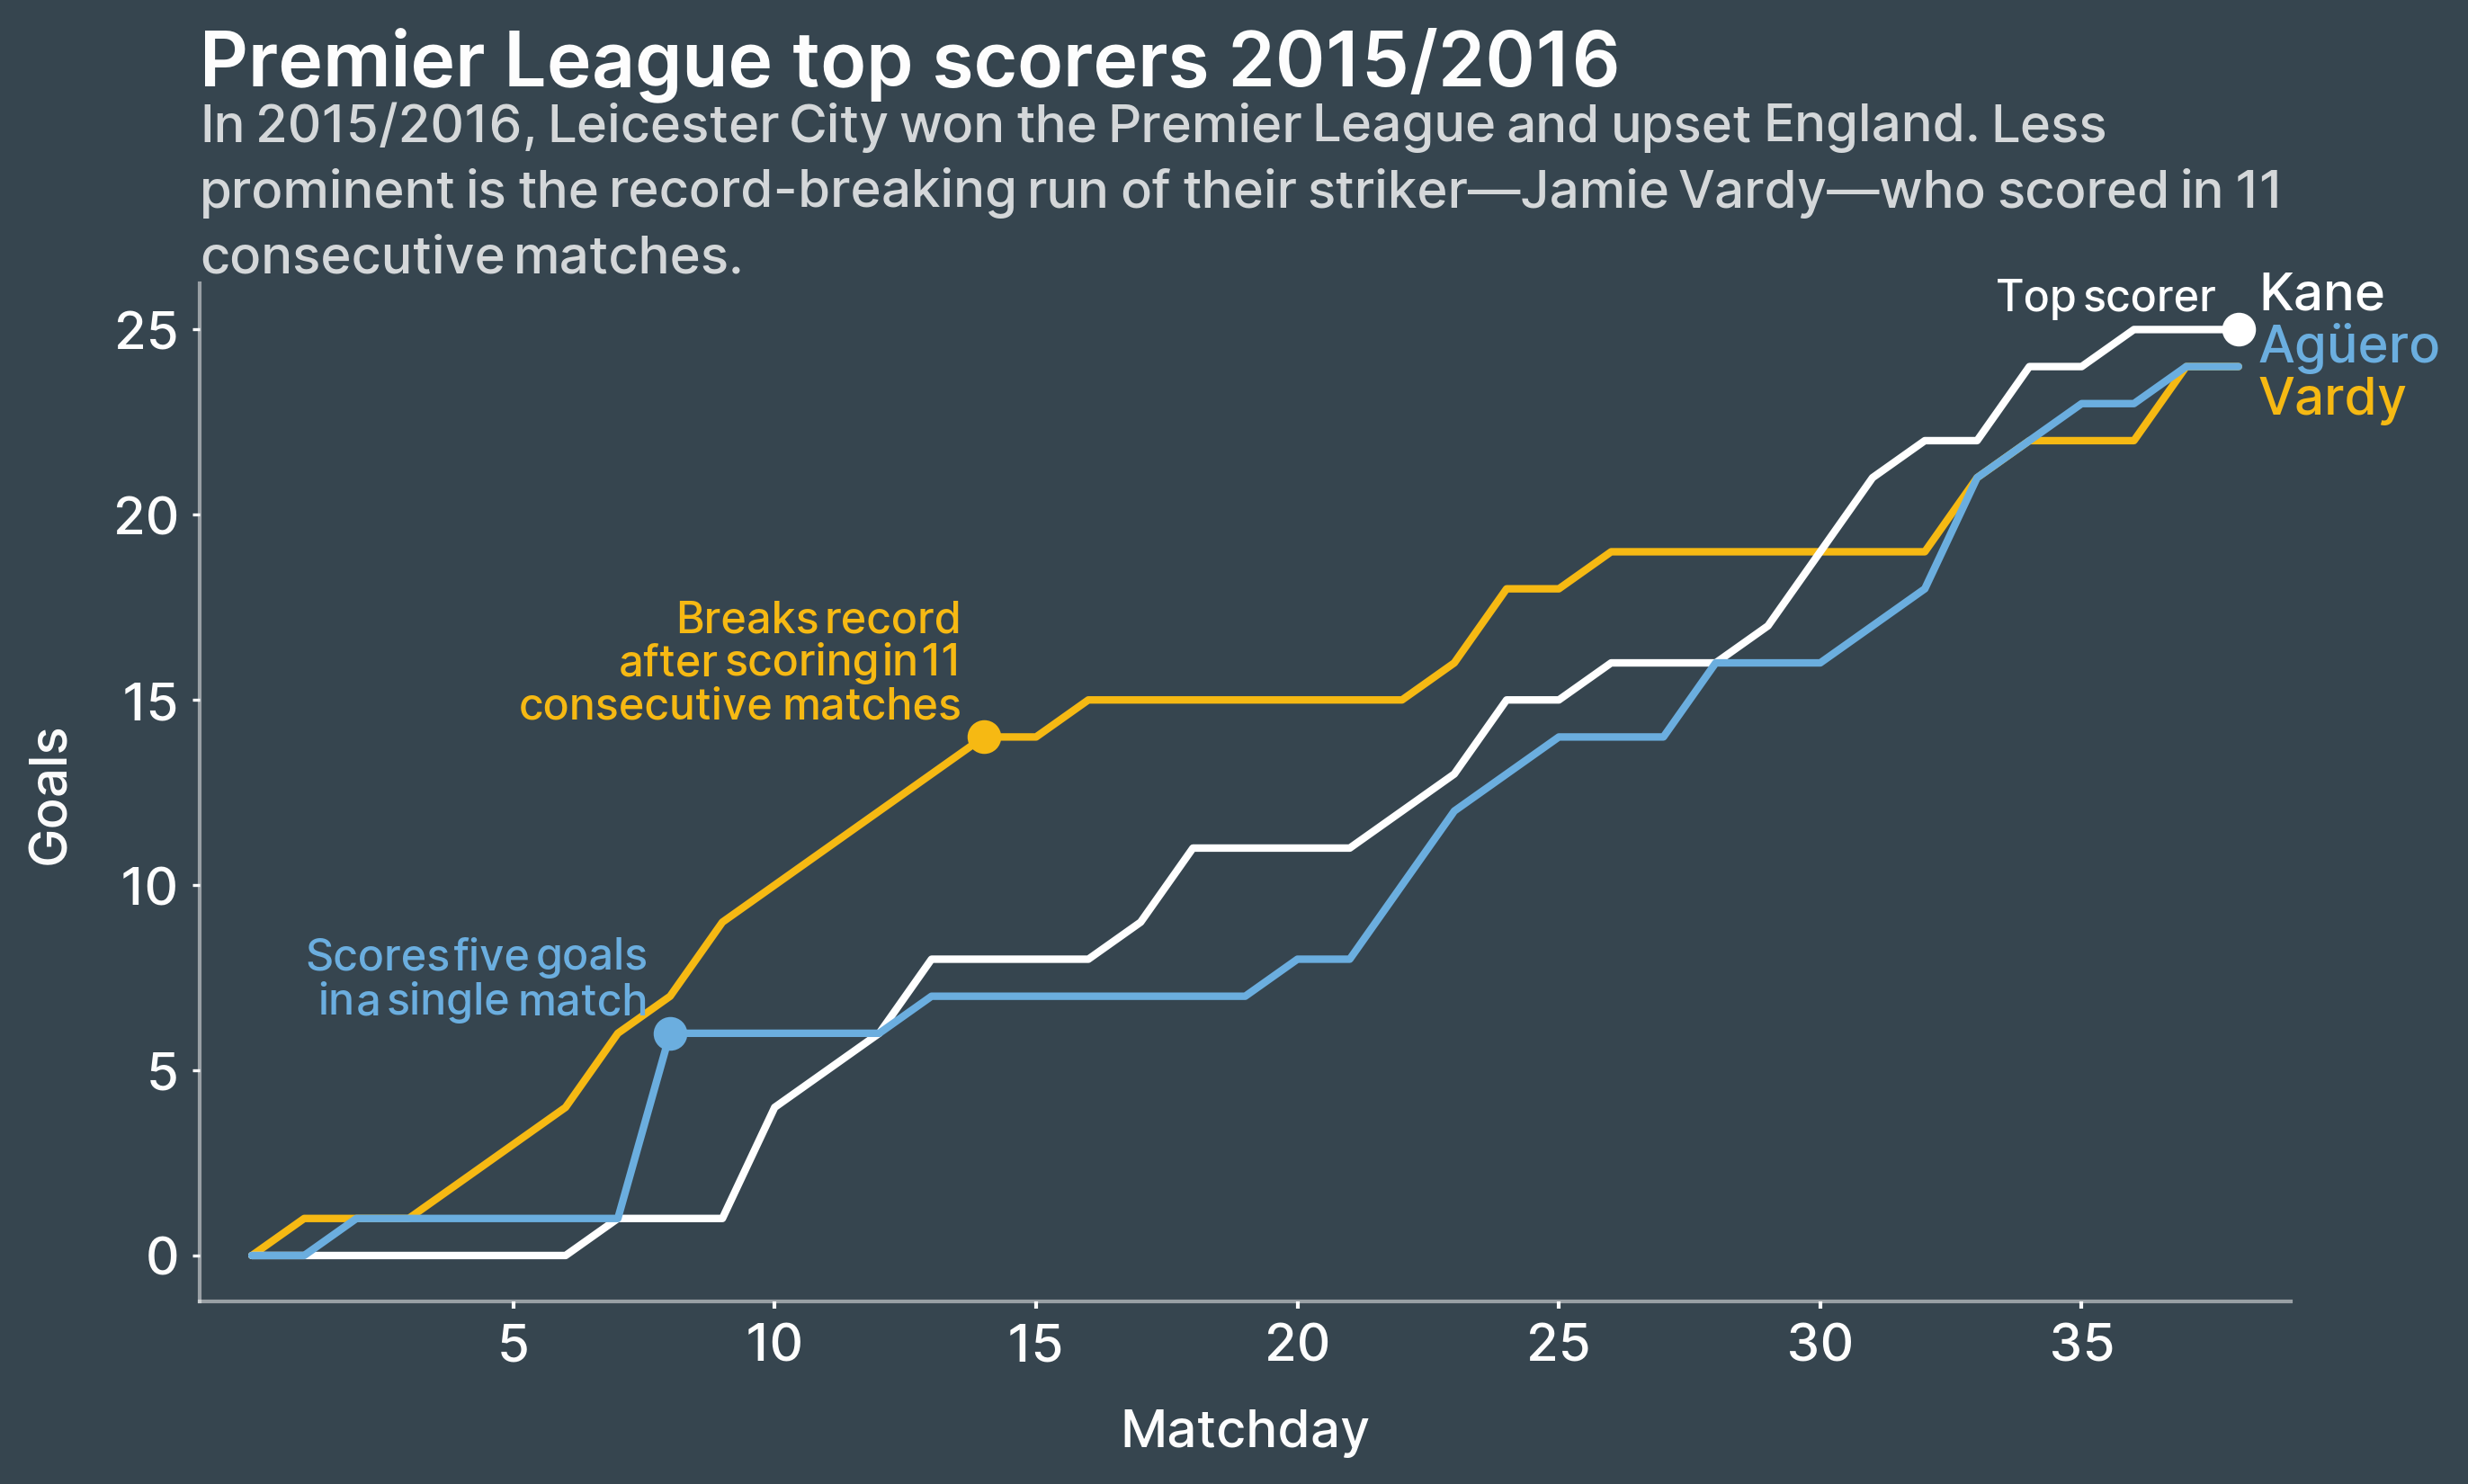 Premier League top scorers 2015/2016
In 2015/2016, Leicester City won the Premier League and upset England. Less
prominent is the record-breaking run of their striker—Jamie Vardy—who scored in 11
consecutive matches.
Top scorer
Kane
Agüero
Vardy
Breaks record
after scoring in 11
consecutive matches
Scores five goals
in a single match
Goals
25
20
15
10
5
0
5
10
15
20
25
30
35
Matchday